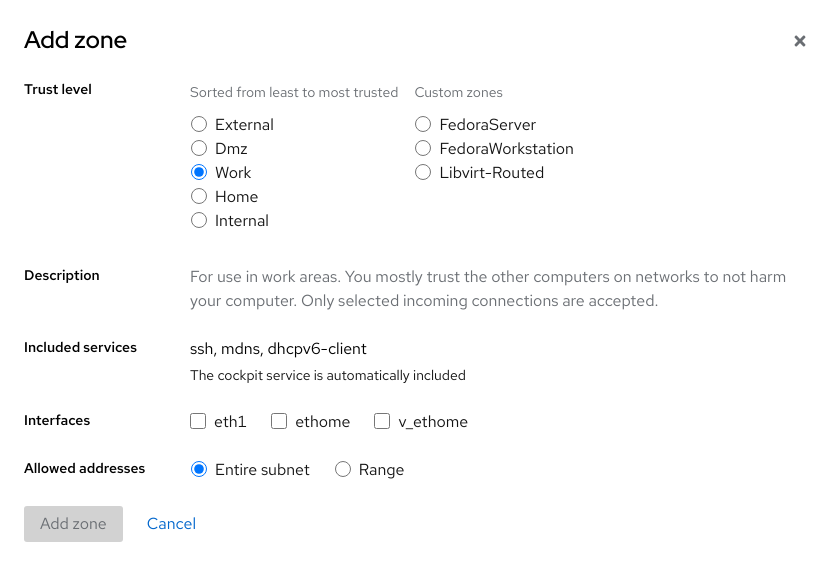 Add zone
Trust level
Sorted from least to most trusted
External
Dmz
Work
Home
Internal
Custom zones
FedoraServer
FedoraWorkstation
Libvirt-Routed
Description
For use in work areas. You mostly trust the other computers on networks to not harm
your computer. Only selected incoming connections are accepted.
Included services
ssh, mdns, dhcpv6-client
The cockpit service is automatically included
Interfaces
eth1 ethome v_ethome
Allowed addresses
Entire subnet Range
Add zone Cancel